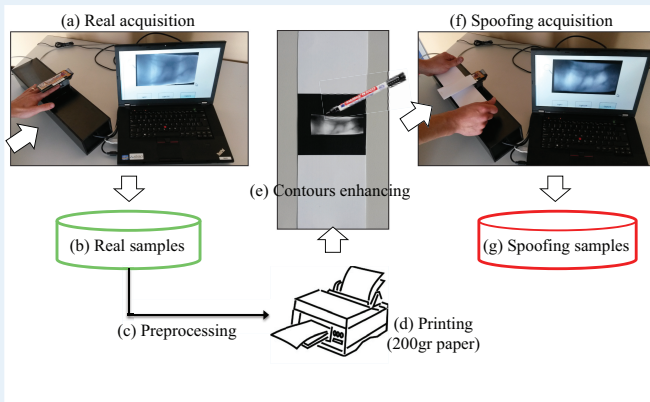 (a) Real acquisition
(f) Spoofing acquisition
(e) Contours enhancing
(b) Real samples
(g) Spoofing samples
(c) Preprocessing
(d) Printing
(200gr paper)